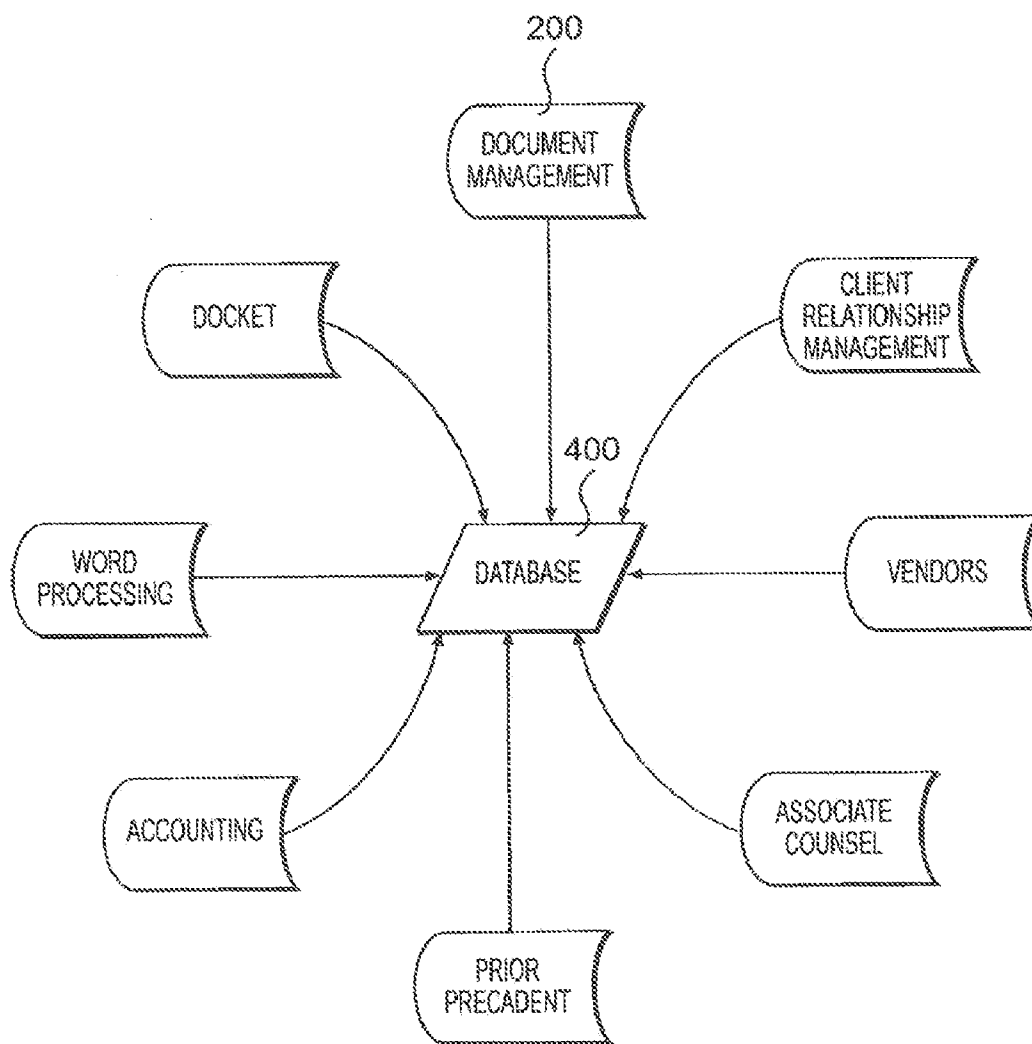 200
DOCUMENT
MANAGEMENT
DOCKET
CLIENT
RELATIONSHIP
MANAGEMENT
400
DATABASE
WORD
PROCESSING
VENDORS
ACCOUNTING
ASSOCIATE
COUNSEL
PRIOR
PRECADENT